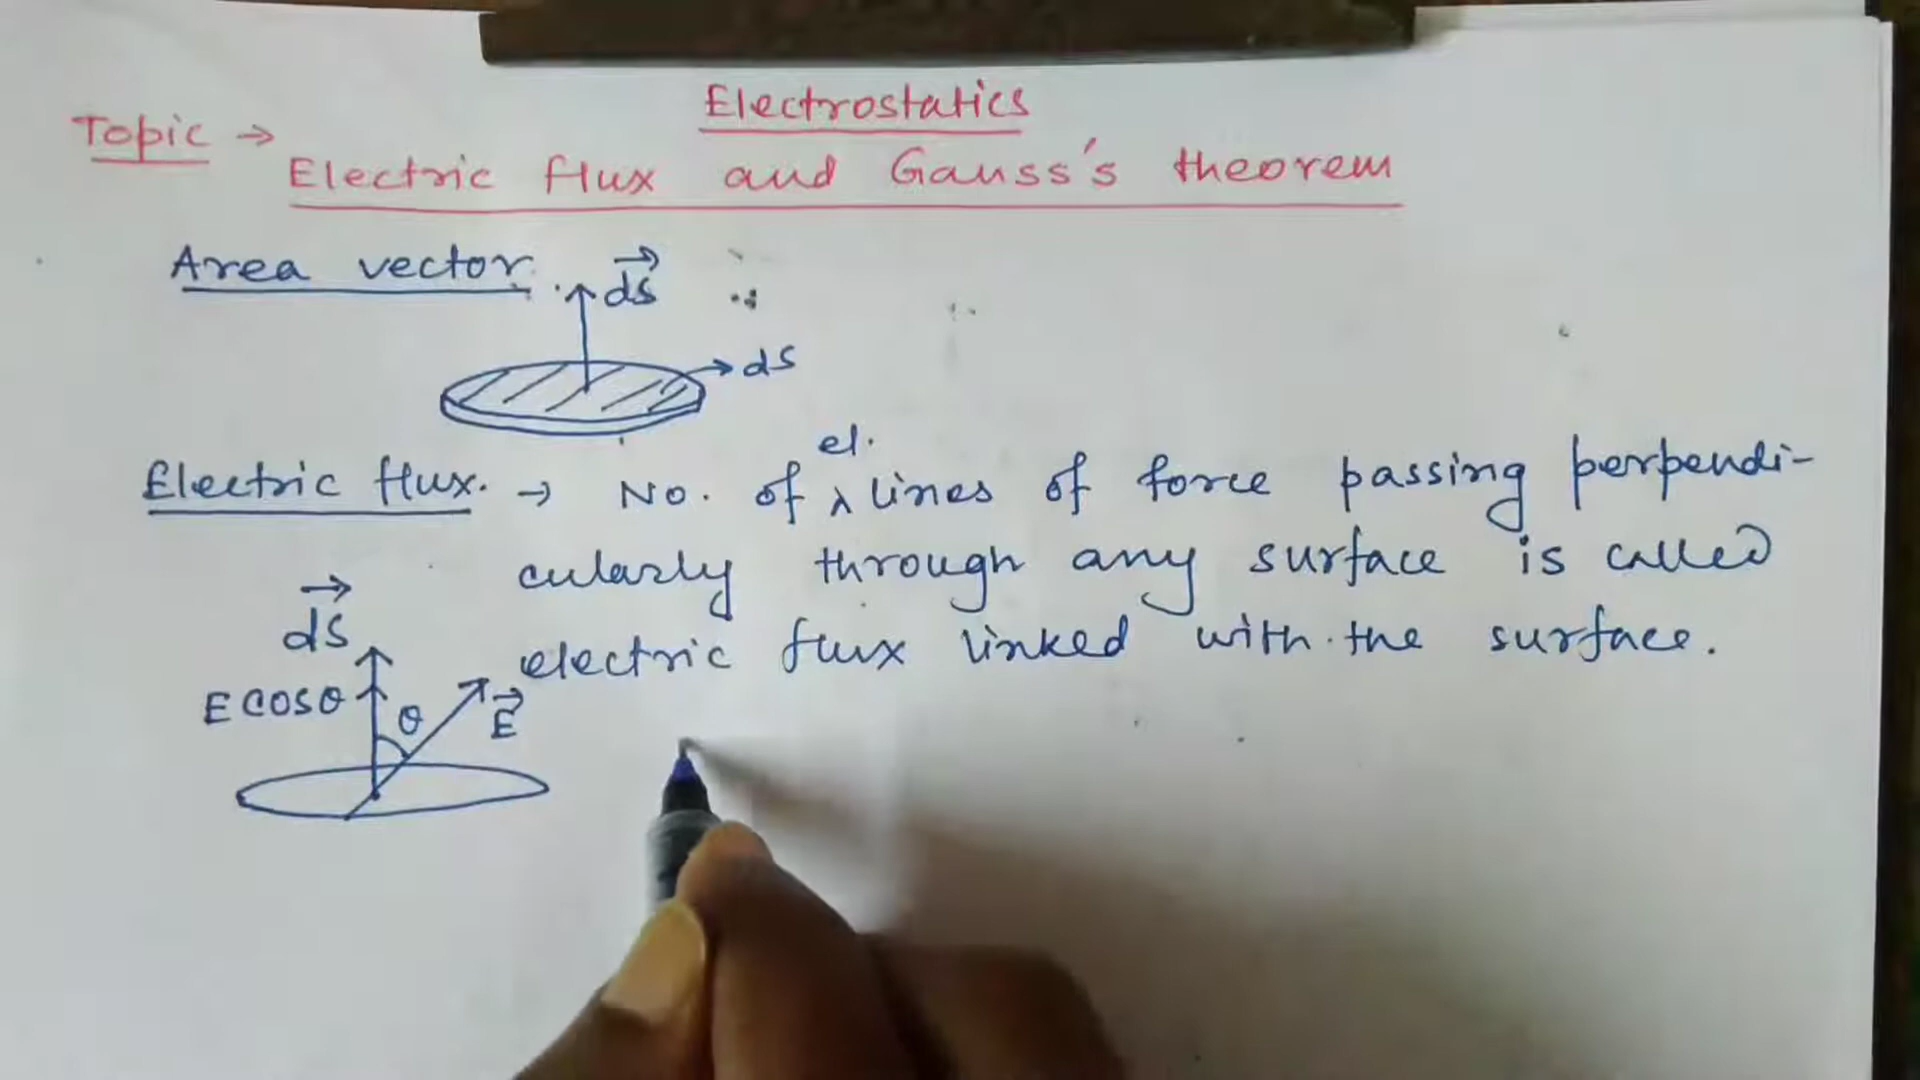 Electrostatics
Topic → Electric flux and Gauss's theorem
Area vector
→
dS
dS
Electric flux. → No. of el. lines of force passing perpendi-
cularly through any surface is called
electric flux linked with the surface.
→
dS
E cosθ
θ
→
E